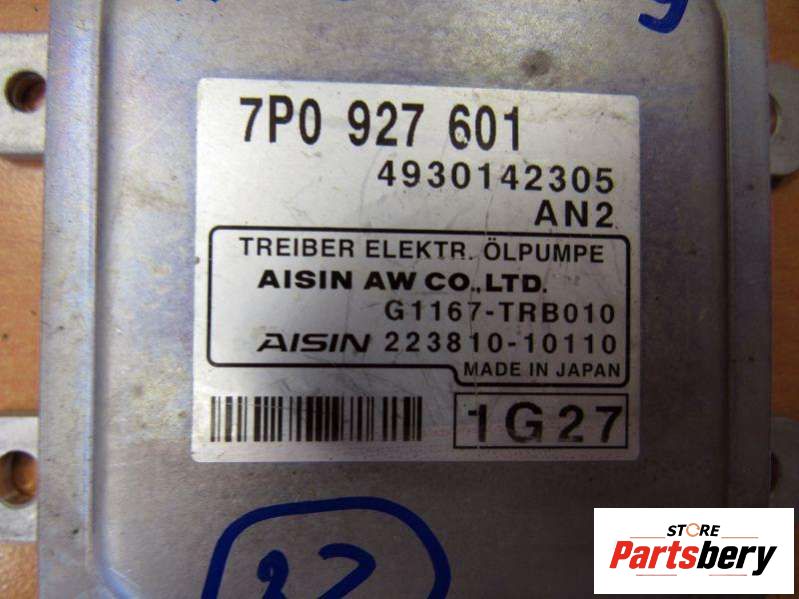 7P0 927 601
4930142305
AN2
TREIBER ELEKTR. ÖLPUMPE
AISIN AW CO.,LTD.
G1167-TRB010
AISIN 223810-10110
MADE IN JAPAN
1G27
STORE
Partsbery